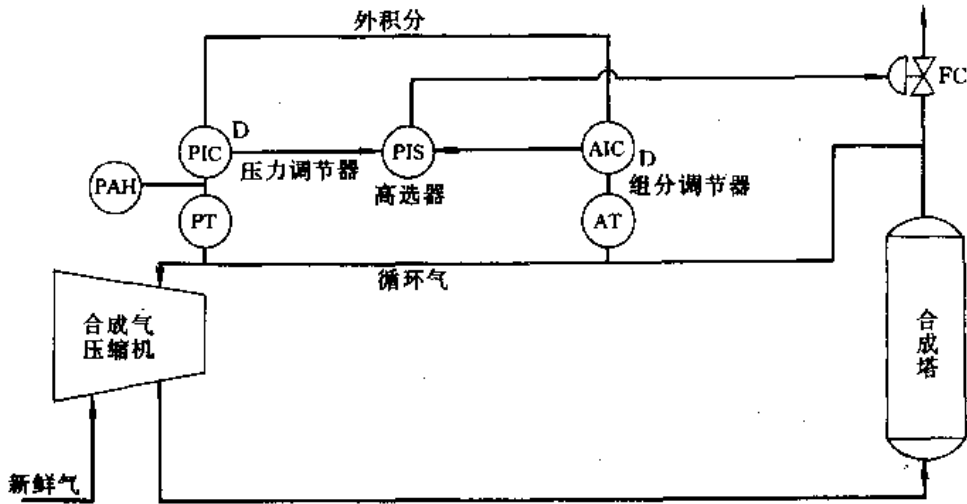 外积分
FC
PIC
D
PIS
AIC
D
压力调节器
高选器
组分调节器
PAH
PT
AT
循环气
合成气
压缩机
合成塔
新鲜气